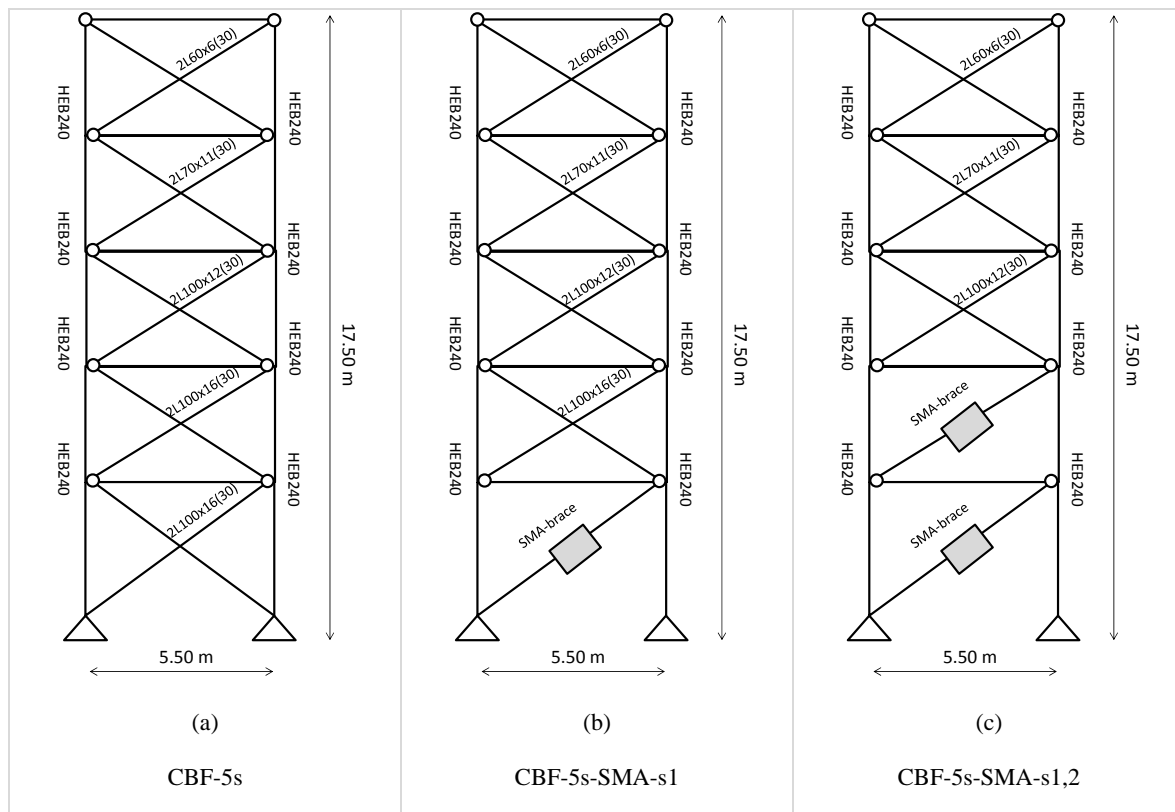 2L60x6(30)
HEB240
HEB240
2L70x11(30)
HEB240
HEB240
2L100x12(30)
HEB240
HEB240
2L100x16(30)
HEB240
HEB240
2L100x16(30)
17.50 m
5.50 m
(a)
CBF-5s
2L60x6(30)
HEB240
HEB240
2L70x11(30)
HEB240
HEB240
2L100x12(30)
HEB240
HEB240
2L100x16(30)
HEB240
HEB240
SMA-brace
17.50 m
5.50 m
(b)
CBF-5s-SMA-s1
2L60x6(30)
HEB240
HEB240
2L70x11(30)
HEB240
HEB240
2L100x12(30)
HEB240
HEB240
SMA-brace
HEB240
HEB240
SMA-brace
17.50 m
5.50 m
(c)
CBF-5s-SMA-s1,2